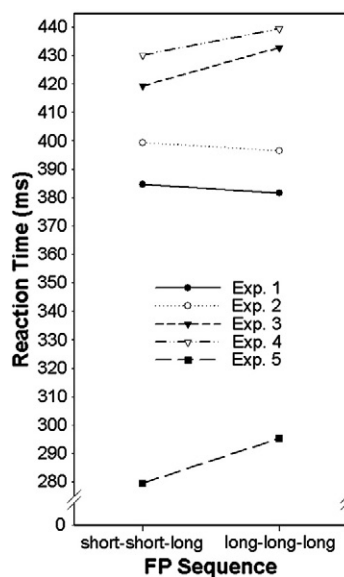 440
430
420
410
400
390
380
370
360
350
340
330
320
310
300
290
280
0
Reaction Time (ms)
Exp. 1
Exp. 2
Exp. 3
Exp. 4
Exp. 5
short-short-long long-long-long
FP Sequence